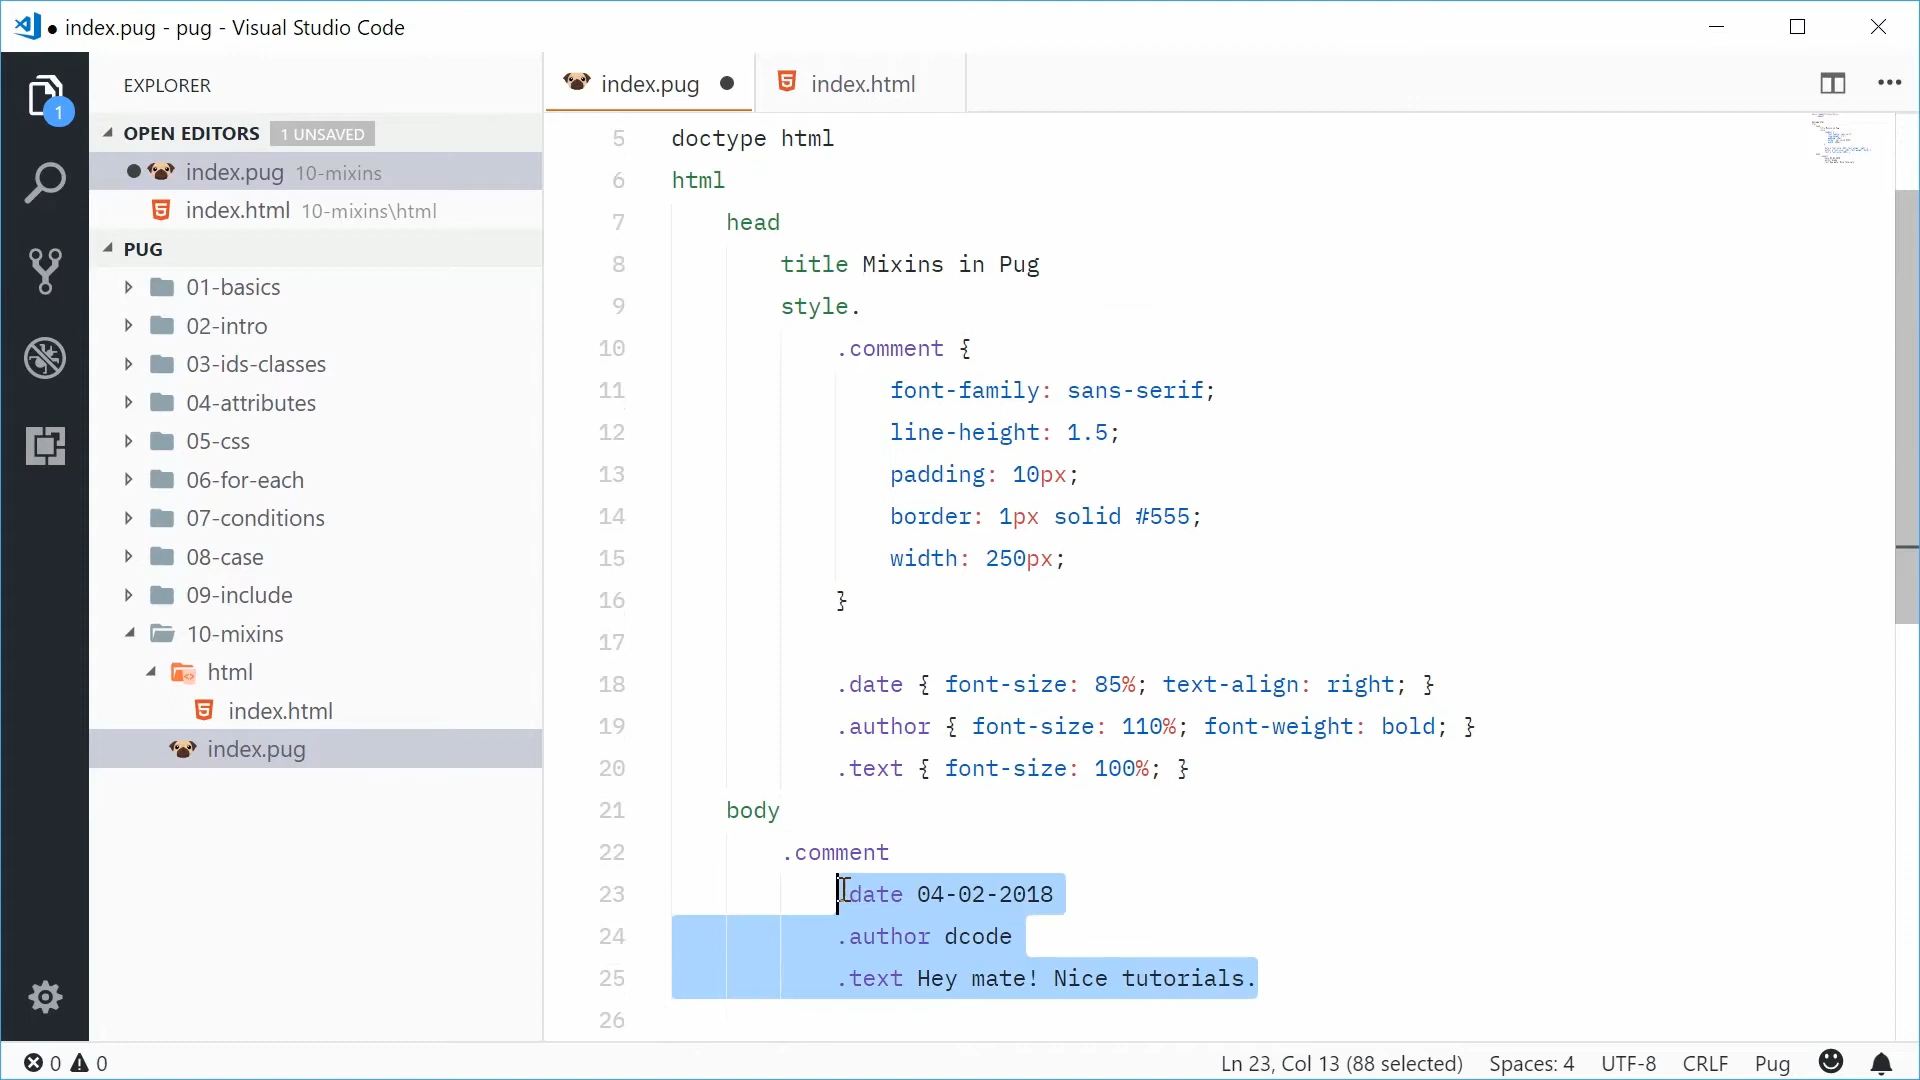 ● index.pug - pug - Visual Studio Code
EXPLORER
OPEN EDITORS 1 UNSAVED
index.pug 10-mixins
index.html 10-mixins\html
PUG
01-basics
02-intro
03-ids-classes
04-attributes
05-css
06-for-each
07-conditions
08-case
09-include
10-mixins
html
index.html
index.pug
1
index.pug ●
index.html
5 doctype html
6 html
7 head
8 title Mixins in Pug
9 style.
10 .comment {
11 font-family: sans-serif;
12 line-height: 1.5;
13 padding: 10px;
14 border: 1px solid #555;
15 width: 250px;
16 }
17
18 .date { font-size: 85%; text-align: right; }
19 .author { font-size: 110%; font-weight: bold; }
20 .text { font-size: 100%; }
21 body
22 .comment
23 .date 04-02-2018
24 .author dcode
25 .text Hey mate! Nice tutorials.
26
0 0
Ln 23, Col 13 (88 selected) Spaces: 4 UTF-8 CRLF Pug